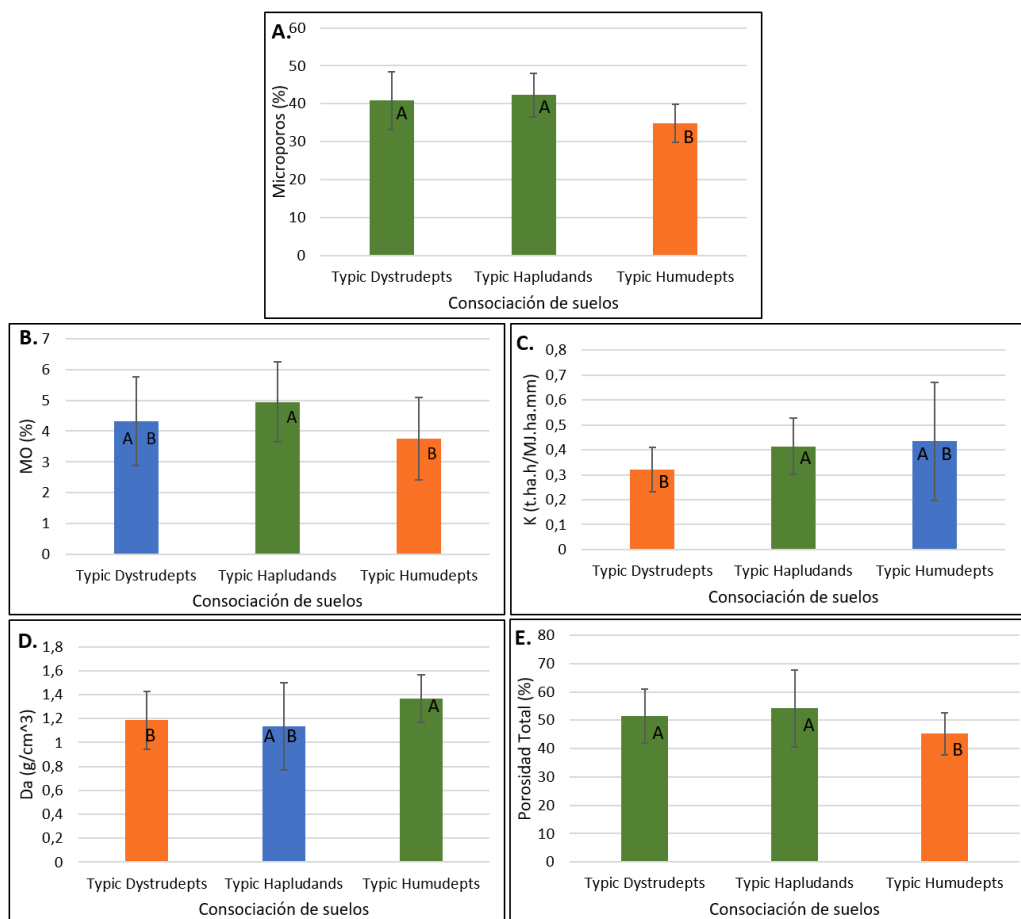 A.
Microporos (%)
60
50
40
30
20
10
0
A
A
B
Typic Dystrudepts Typic Hapludands Typic Humudepts
Consociación de suelos
B.
MO (%)
7
6
5
4
3
2
1
0
A B
A
B
Typic Dystrudepts Typic Hapludands Typic Humudepts
Consociación de suelos
C.
K (t.ha.h/MJ.ha.mm)
0,8
0,7
0,6
0,5
0,4
0,3
0,2
0,1
0
B
A
A B
Typic Dystrudepts Typic Hapludands Typic Humudepts
Consociación de suelos
D.
Da (g/cm^3)
1,8
1,6
1,4
1,2
1
0,8
0,6
0,4
0,2
0
B
A B
A
Typic Dystrudepts Typic Hapludands Typic Humudepts
Consociación de suelos
E.
Porosidad Total (%)
80
70
60
50
40
30
20
10
0
A
A
B
Typic Dystrudepts Typic Hapludands Typic Humudepts
Consociación de suelos